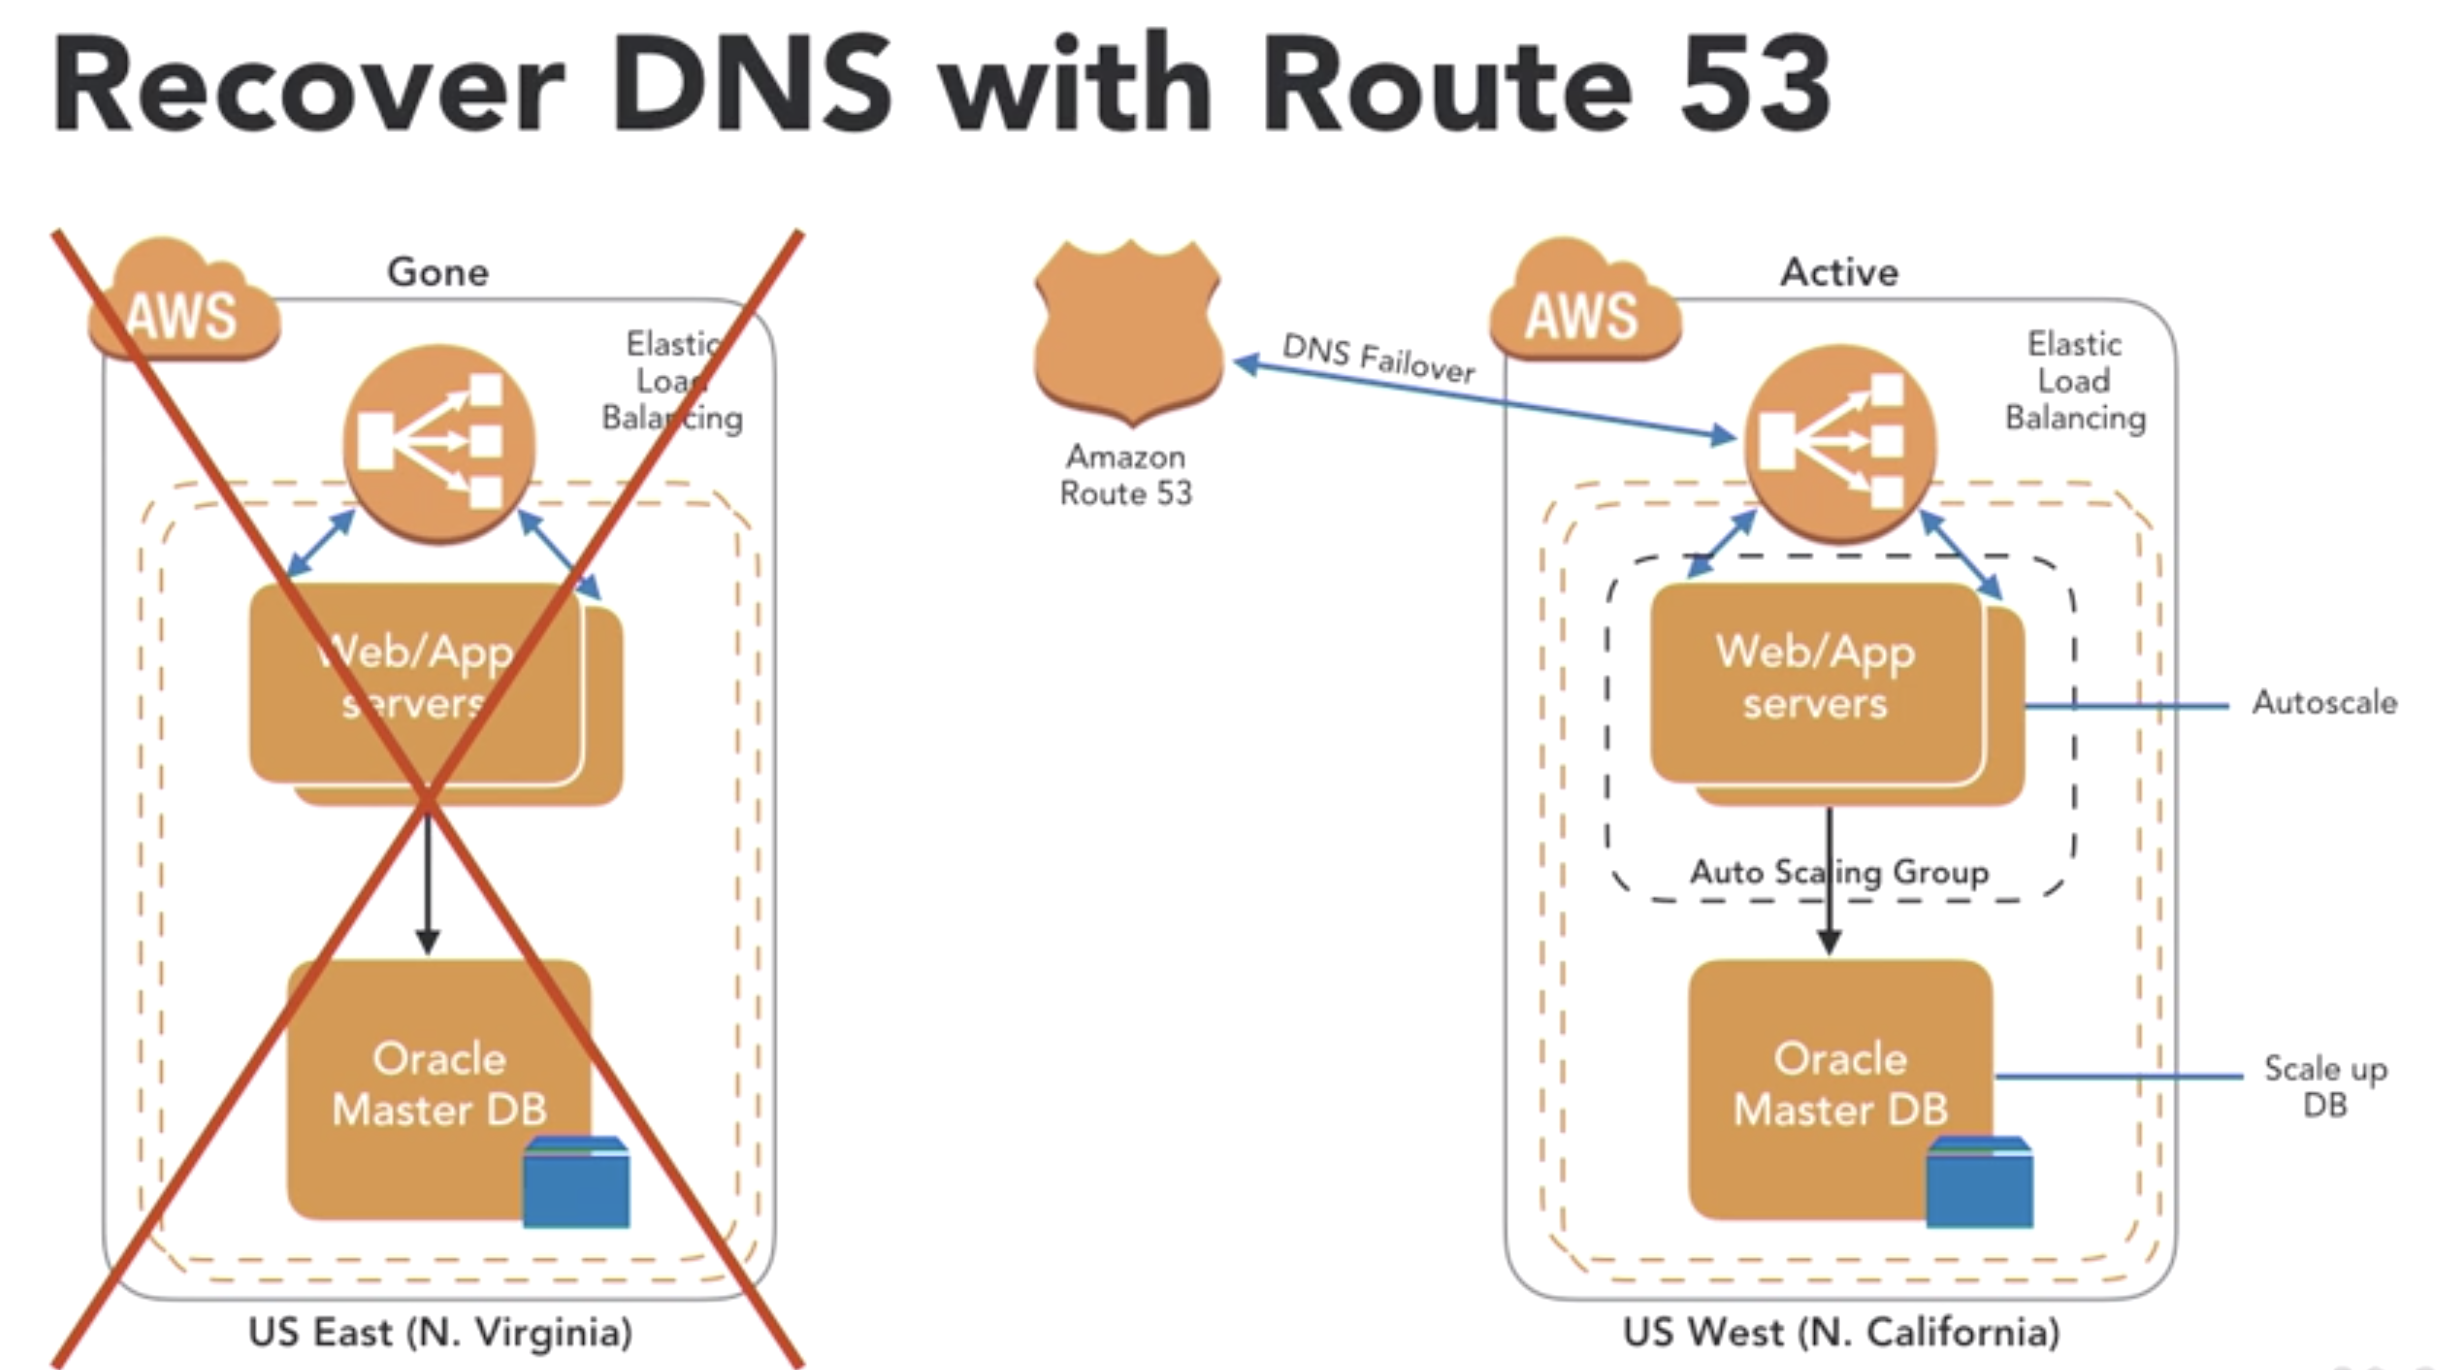 Recover DNS with Route 53
AWS
Gone
Elastic
Load
Balancing
Web/App
servers
Oracle
Master DB
US East (N. Virginia)
Amazon
Route 53
DNS Failover
AWS
Active
Elastic
Load
Balancing
Web/App
servers
Autoscale
Auto Scaling Group
Oracle
Master DB
Scale up
DB
US West (N. California)